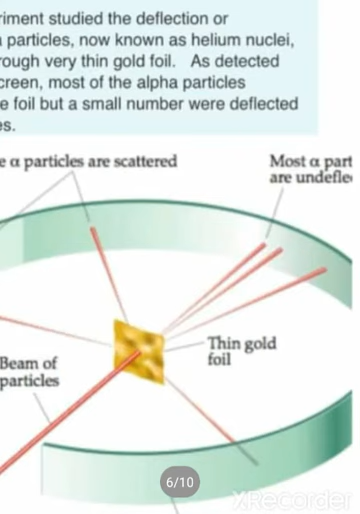 riment studied the deflection or
particles, now known as helium nuclei,
rough very thin gold foil. As detected
creen, most of the alpha particles
e foil but a small number were deflected
es.
e α particles are scattered
Most α part
are undefle
Thin gold
foil
Beam of
particles
6/10
XRecorder